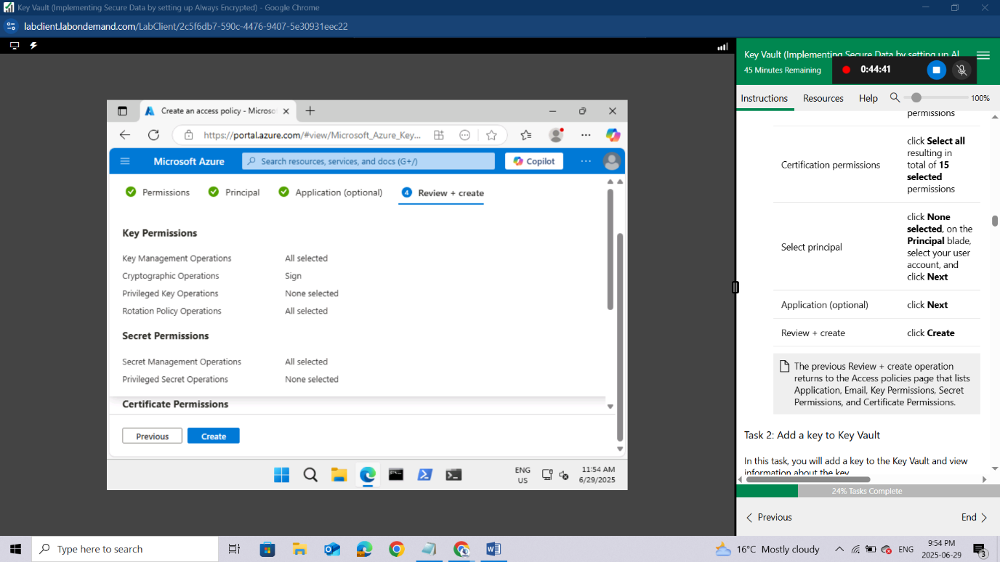 Key Vault (Implementing Secure Data by setting up Always Encrypted) - Google Chrome
labclient.labondemand.com/LabClient/2c5f6db7-590c-4476-9407-5e30931eec22
Create an access policy - Microso
https://portal.azure.com/#view/Microsoft_Azure_Key...
Microsoft Azure
Search resources, services, and docs (G+/)
Copilot
Permissions
Principal
Application (optional)
4 Review + create
Key Permissions
Key Management Operations All selected
Cryptographic Operations Sign
Privileged Key Operations None selected
Rotation Policy Operations All selected
Secret Permissions
Secret Management Operations All selected
Privileged Secret Operations None selected
Certificate Permissions
Previous
Create
ENG
US
11:54 AM
6/29/2025
Key Vault (Implementing Secure Data by setting up Al
45 Minutes Remaining
0:44:41
Instructions
Resources
Help
100%
permissions
Certification permissions
click Select all
resulting in
total of 15
selected
permissions
Select principal
click None
selected, on the
Principal blade,
select your user
account, and
click Next
Application (optional) click Next
Review + create click Create
The previous Review + create operation
returns to the Access policies page that lists
Application, Email, Key Permissions, Secret
Permissions, and Certificate Permissions.
Task 2: Add a key to Key Vault
In this task, you will add a key to the Key Vault and view
information about the key
24% Tasks Complete
Previous
End
Type here to search
16°C Mostly cloudy
ENG
9:54 PM
2025-06-29
3